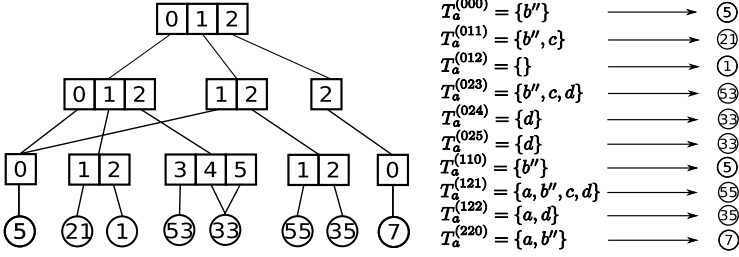 0 1 2
0 1 2 1 2 2
0 1 2 3 4 5 1 2 0
5 21 1 53 33 55 35 7
T_a^(000) = {b''} 5
T_a^(011) = {b'', c} 21
T_a^(012) = {} 1
T_a^(023) = {b'', c, d} 53
T_a^(024) = {d} 33
T_a^(025) = {d} 33
T_a^(110) = {b''} 5
T_a^(121) = {a, b'', c, d} 55
T_a^(122) = {a, d} 35
T_a^(220) = {a, b''} 7